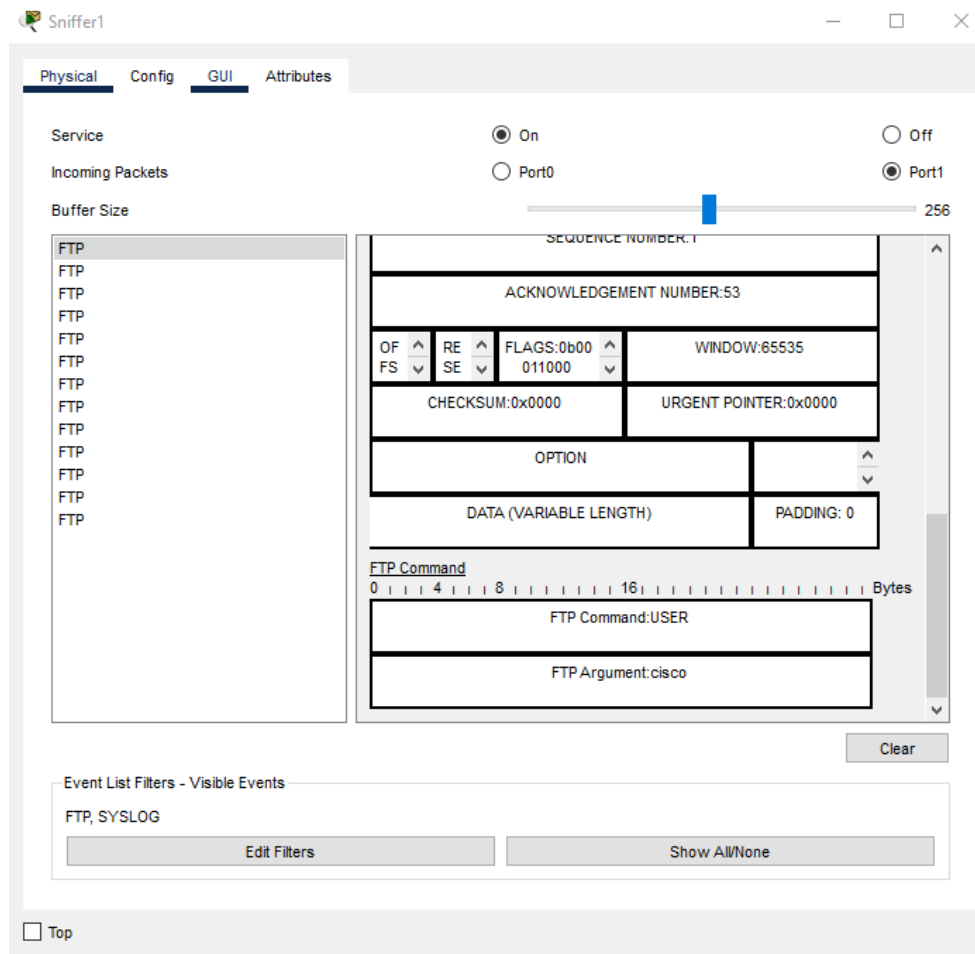 Sniffer1
Physical Config GUI Attributes
Service On Off
Incoming Packets Port0 Port1
Buffer Size 256
FTP
FTP
FTP
FTP
FTP
FTP
FTP
FTP
FTP
FTP
FTP
FTP
FTP
SEQUENCE NUMBER:1
ACKNOWLEDGEMENT NUMBER:53
OF RE FLAGS:0b00 WINDOW:65535
FS SE 011000
CHECKSUM:0x0000 URGENT POINTER:0x0000
OPTION
DATA (VARIABLE LENGTH) PADDING: 0
FTP Command
0 4 8 16 Bytes
FTP Command:USER
FTP Argument:cisco
Clear
Event List Filters - Visible Events
FTP, SYSLOG
Edit Filters Show All/None
Top